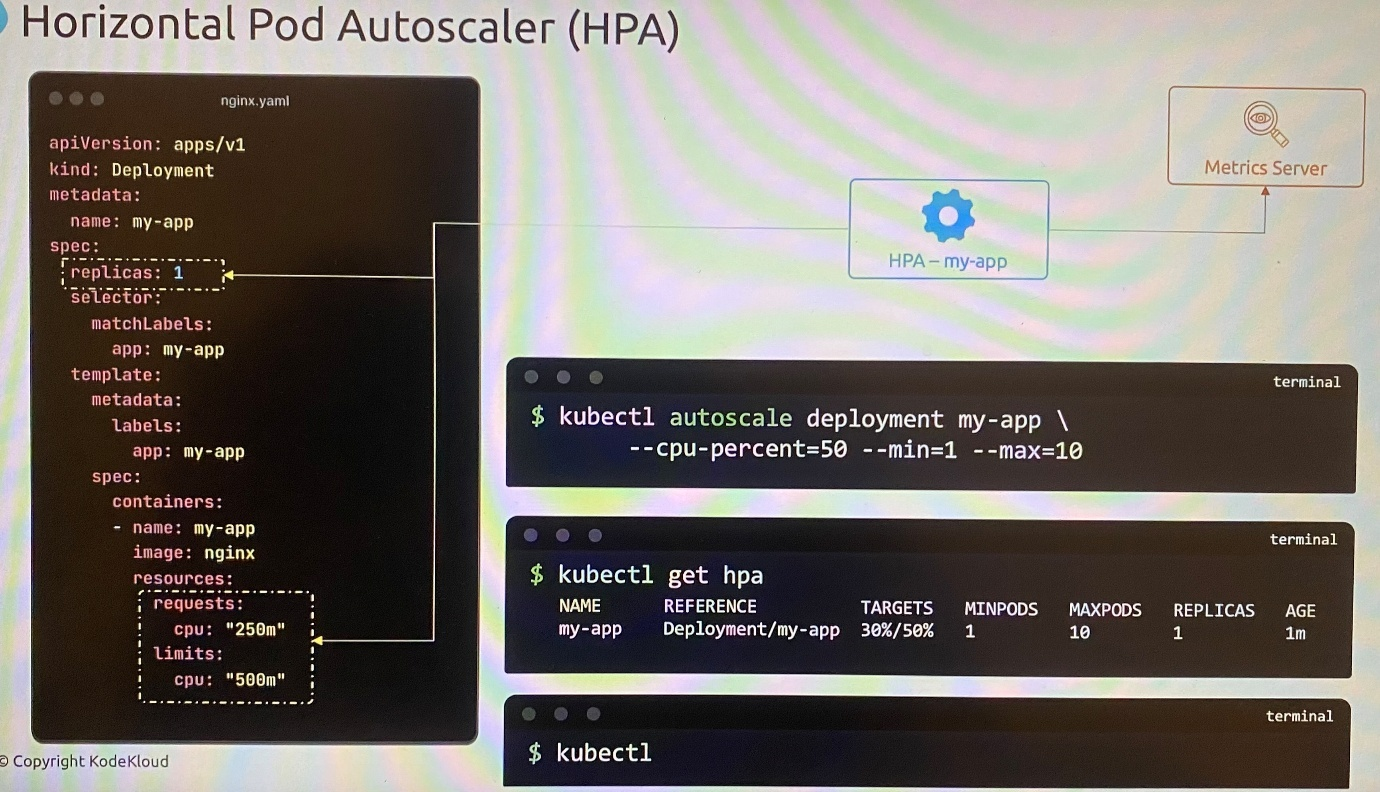 Horizontal Pod Autoscaler (HPA)
nginx.yaml
apiVersion: apps/v1
kind: Deployment
metadata:
  name: my-app
spec:
  replicas: 1
  selector:
    matchLabels:
      app: my-app
  template:
    metadata:
      labels:
        app: my-app
    spec:
      containers:
      - name: my-app
        image: nginx
        resources:
          requests:
            cpu: "250m"
          limits:
            cpu: "500m"
HPA – my-app
Metrics Server
terminal
$ kubectl autoscale deployment my-app \
--cpu-percent=50 --min=1 --max=10
terminal
$ kubectl get hpa
NAME REFERENCE TARGETS MINPODS MAXPODS REPLICAS AGE
my-app Deployment/my-app 30%/50% 1 10 1 1m
terminal
$ kubectl
© Copyright KodeKloud